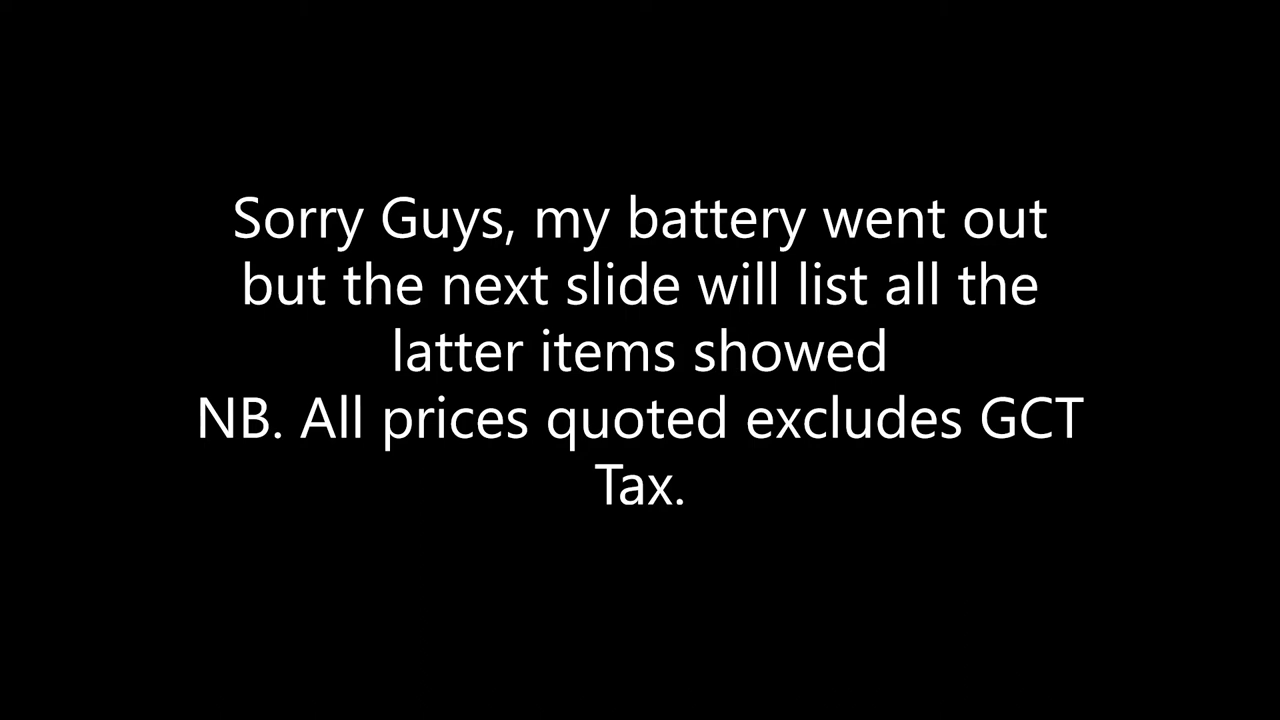 Sorry Guys, my battery went out
but the next slide will list all the
latter items showed
NB. All prices quoted excludes GCT
Tax.